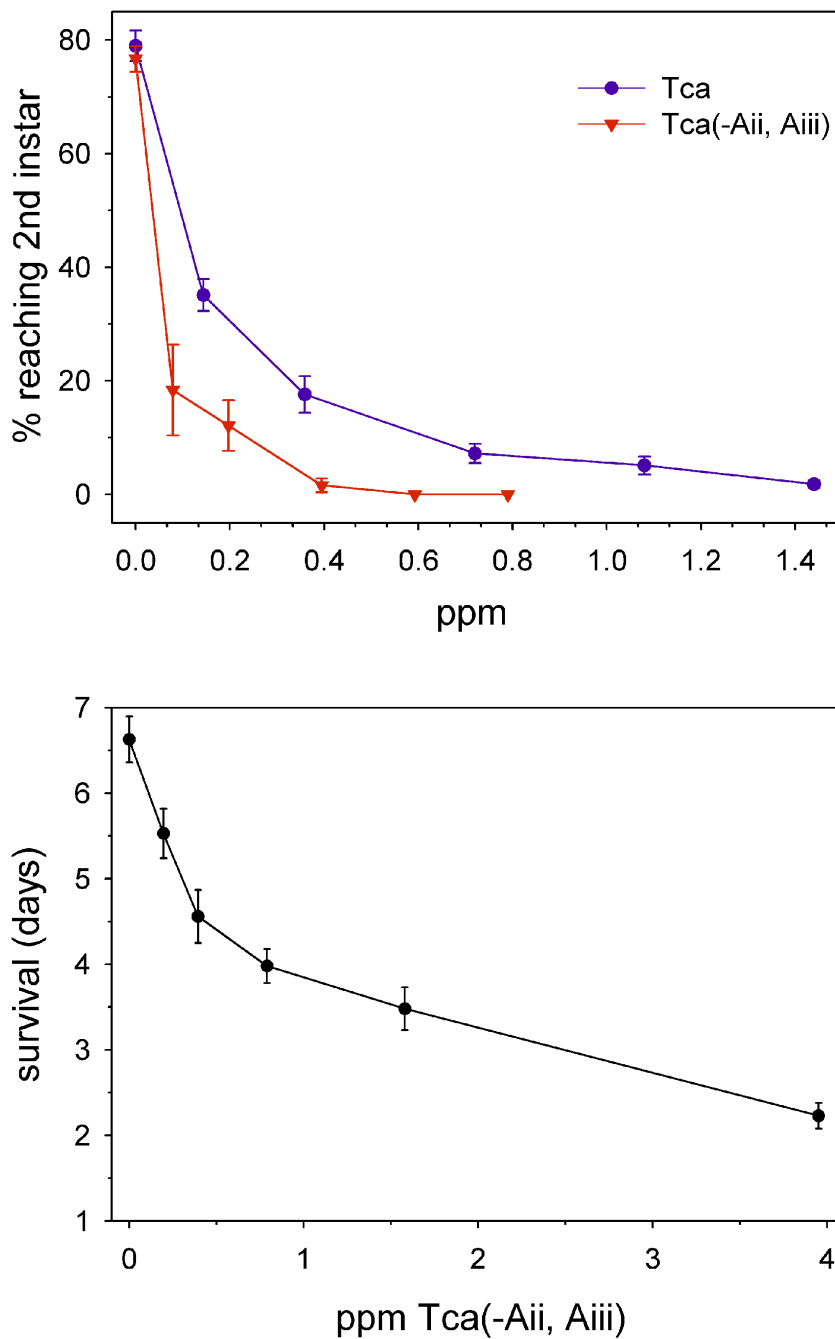 80
60
40
20
0
% reaching 2nd instar
Tca
Tca(-Aii, Aiii)
0.0 0.2 0.4 0.6 0.8 1.0 1.2 1.4
ppm
7
6
5
4
3
2
1
survival (days)
0 1 2 3 4
ppm Tca(-Aii, Aiii)